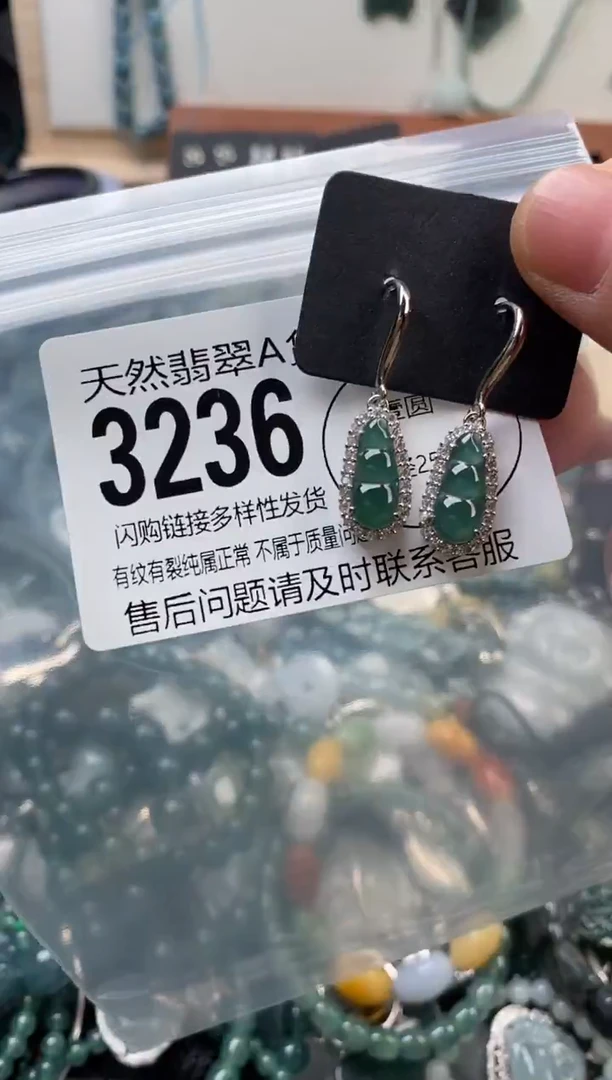 天然翡翠A货
3236
闪购链接多样性发货
有纹有裂纯属正常 不属于质量问题
售后问题请及时联系客服